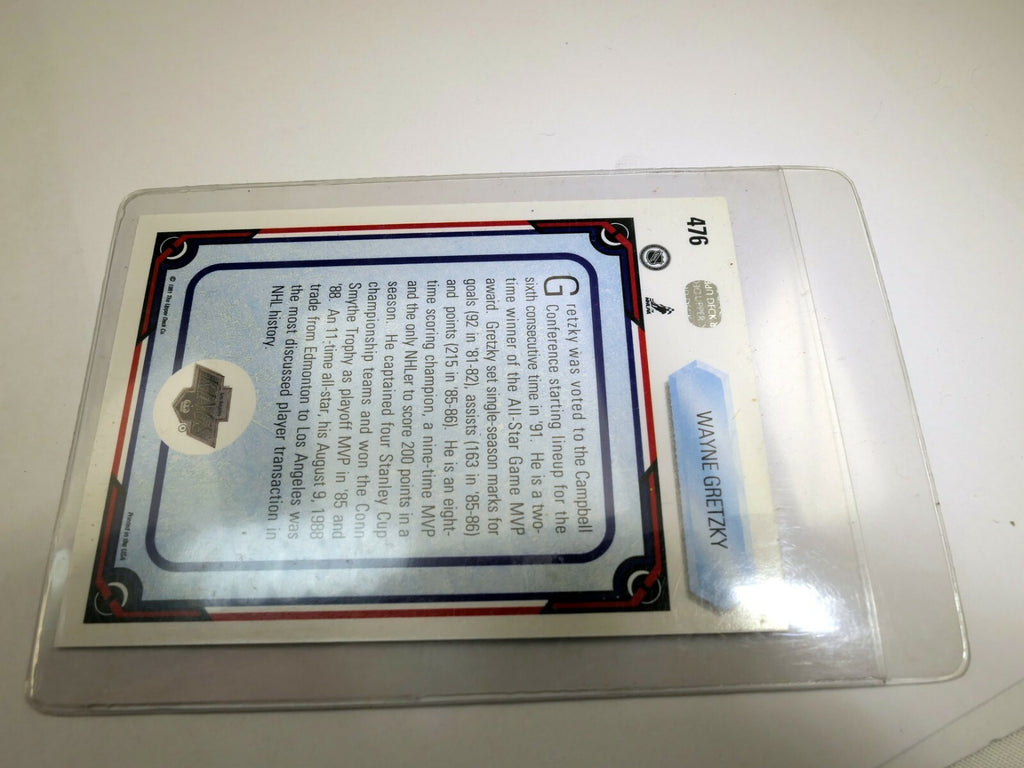 476
WAYNE GRETZKY
Gretzky was voted to the Campbell
Conference starting lineup for the
sixth consecutive time in '91. He is a two-
time winner of the All-Star Game MVP
award. Gretzky set single-season marks for
goals (92 in '81-82), assists (163 in '85-86)
and points (215 in '85-86). He is an eight-
time scoring champion, a nine-time MVP
and the only NHLer to score 200 points in a
season. He captained four Stanley Cup
championship teams and won the Conn
Smythe Trophy as playoff MVP in '85 and
'88. An 11-time all-star, his August 9, 1988
trade from Edmonton to Los Angeles was
the most discussed player transaction in
NHL history.
© 1991 The Upper Deck Co.
Printed in the USA